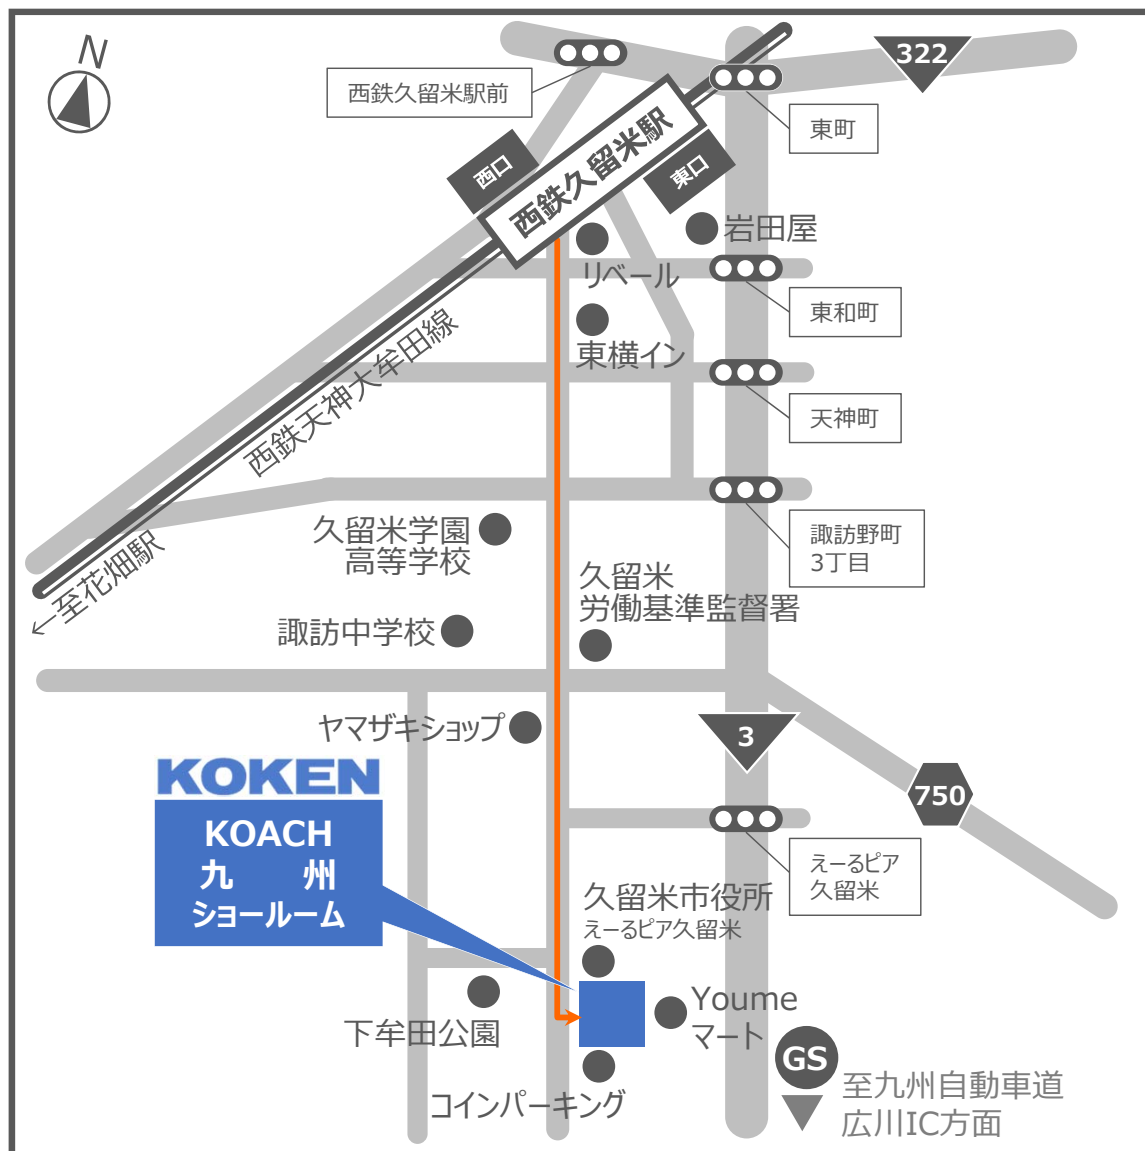 N
322
西鉄久留米駅前
東町
西鉄久留米駅
西口
東口
岩田屋
リベール
東和町
東横イン
西鉄天神大牟田線
天神町
久留米学園
高等学校
諏訪野町
3丁目
←至花畑駅
久留米
労働基準監督署
諏訪中学校
ヤマザキショップ
3
KOKEN
KOACH
九 州
ショールーム
750
えーるピア
久留米
久留米市役所
えーるピア久留米
Youme
マート
下牟田公園
GS
至九州自動車道
広川IC方面
コインパーキング